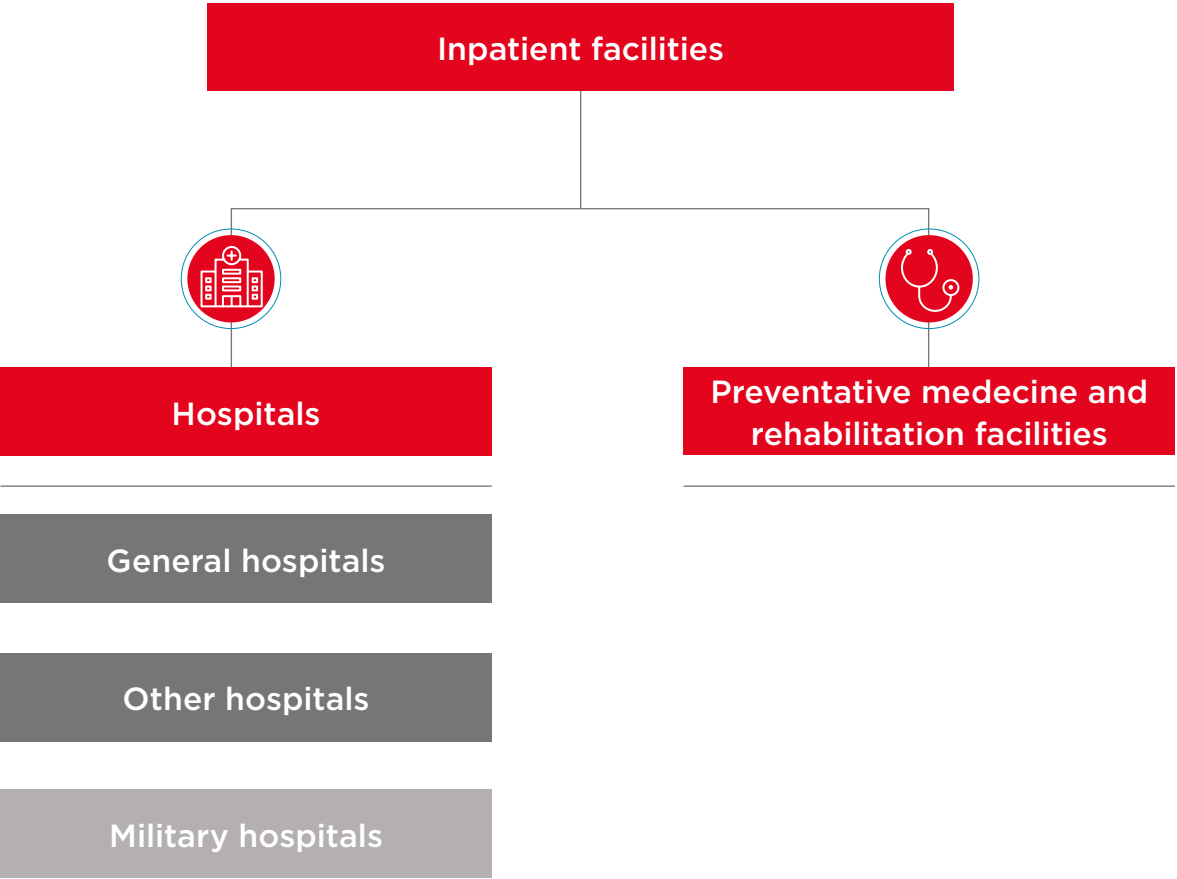 Inpatient facilities
Hospitals
Preventative medecine and
rehabilitation facilities
General hospitals
Other hospitals
Military hospitals